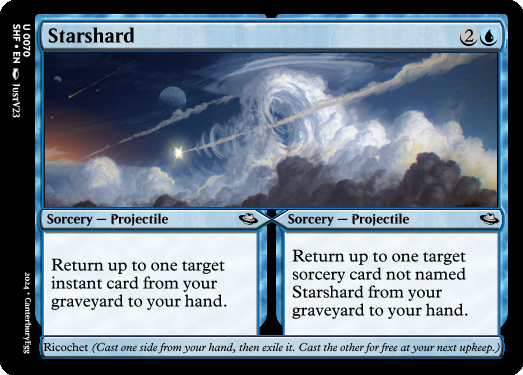 Starshard 2
Sorcery — Projectile
Return up to one target
instant card from your
graveyard to your hand.
Sorcery — Projectile
Return up to one target
sorcery card not named
Starshard from your
graveyard to your hand.
Ricochet (Cast one side from your hand, then exile it. Cast the other for free at your next upkeep.)
U 0070
SHF • EN
2024 • CanterburyEgg